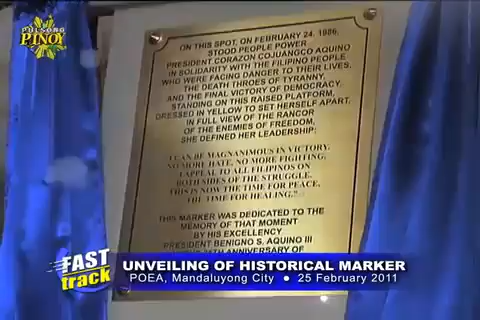 PULSONG
PINOY
ON THIS SPOT, ON FEBRUARY 24, 1986,
STOOD PEOPLE POWER
PRESIDENT CORAZON COJUANGCO AQUINO
IN SOLIDARITY WITH THE FILIPINO PEOPLE
WHO WERE FACING DANGER TO THEIR LIVES,
THE DEATH THROES OF TYRANNY,
AND THE FINAL VICTORY OF DEMOCRACY.
STANDING ON THIS RAISED PLATFORM,
DRESSED IN YELLOW TO SET HERSELF APART,
IN FULL VIEW OF THE RANCOR
OF THE ENEMIES OF FREEDOM,
SHE DEFINED HER LEADERSHIP:
"I CAN BE MAGNANIMOUS IN VICTORY.
NO MORE HATE, NO MORE FIGHTING.
I APPEAL TO ALL FILIPINOS ON
BOTH SIDES OF THE STRUGGLE.
THIS IS NOW THE TIME FOR PEACE,
THE TIME FOR HEALING."
THIS MARKER WAS DEDICATED TO THE
MEMORY OF THAT MOMENT
BY HIS EXCELLENCY
PRESIDENT BENIGNO S. AQUINO III
ANNIVERSARY OF
FAST
track
UNVEILING OF HISTORICAL MARKER
POEA, Mandaluyong City • 25 February 2011